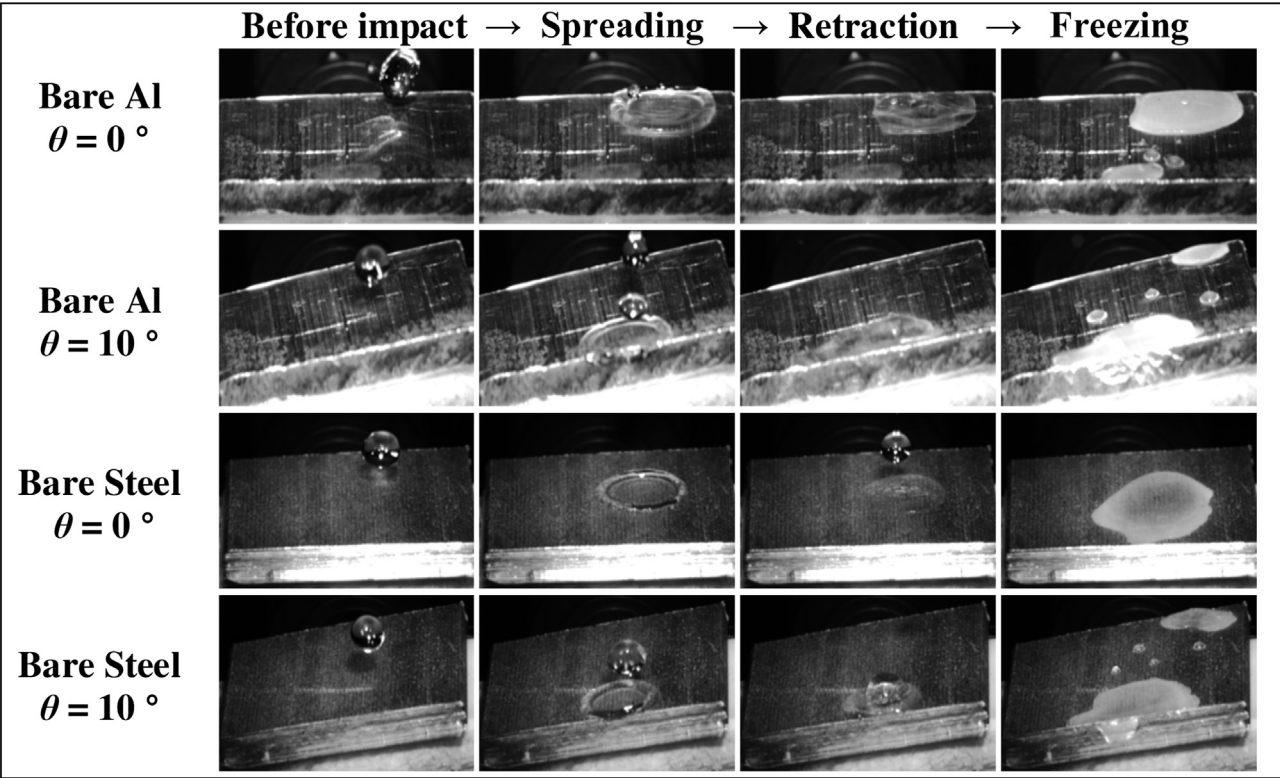 Before impact → Spreading → Retraction → Freezing
Bare Al
θ = 0 °
Bare Al
θ = 10 °
Bare Steel
θ = 0 °
Bare Steel
θ = 10 °